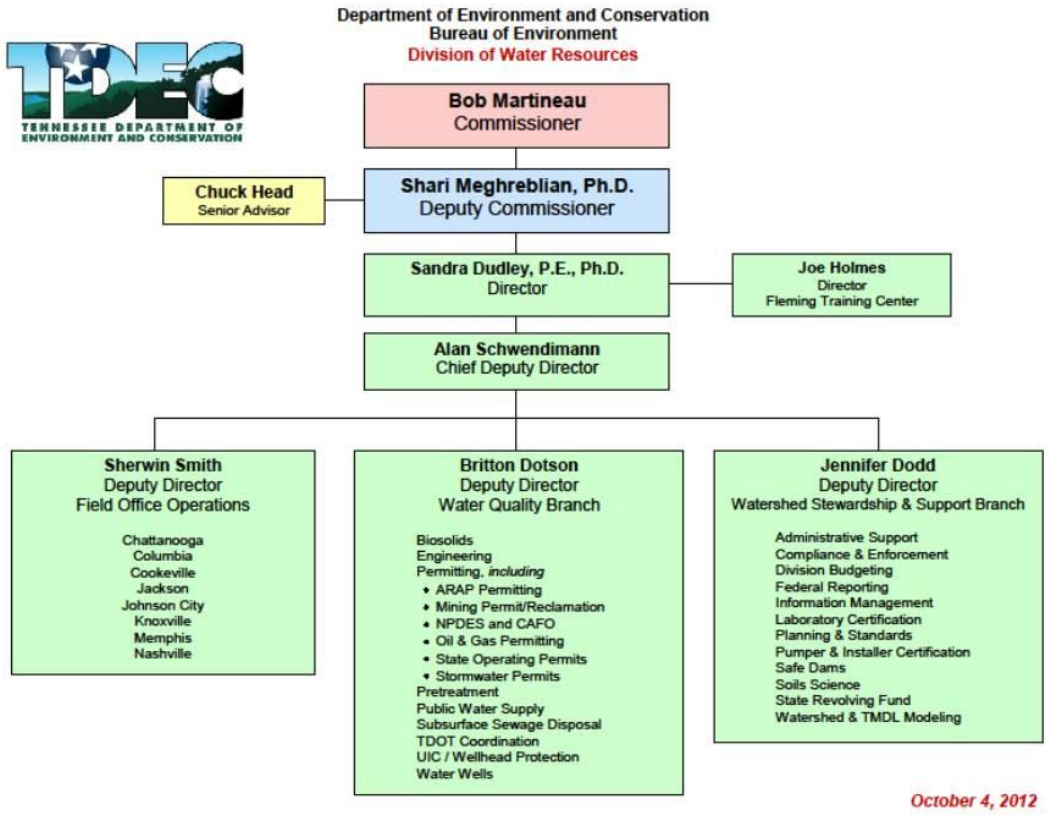 Department of Environment and Conservation
Bureau of Environment
Division of Water Resources
TDEC
TENNESSEE DEPARTMENT OF
ENVIRONMENT AND CONSERVATION
Bob Martineau
Commissioner
Chuck Head
Senior Advisor
Shari Meghreblian, Ph.D.
Deputy Commissioner
Sandra Dudley, P.E., Ph.D.
Director
Joe Holmes
Director
Fleming Training Center
Alan Schwendimann
Chief Deputy Director
Sherwin Smith
Deputy Director
Field Office Operations
Chattanooga
Columbia
Cookeville
Jackson
Johnson City
Knoxville
Memphis
Nashville
Britton Dotson
Deputy Director
Water Quality Branch
Biosolids
Engineering
Permitting, including
• ARAP Permitting
• Mining Permit/Reclamation
• NPDES and CAFO
• Oil & Gas Permitting
• State Operating Permits
• Stormwater Permits
Pretreatment
Public Water Supply
Subsurface Sewage Disposal
TDOT Coordination
UIC / Wellhead Protection
Water Wells
Jennifer Dodd
Deputy Director
Watershed Stewardship & Support Branch
Administrative Support
Compliance & Enforcement
Division Budgeting
Federal Reporting
Information Management
Laboratory Certification
Planning & Standards
Pumper & Installer Certification
Safe Dams
Soils Science
State Revolving Fund
Watershed & TMDL Modeling
October 4, 2012